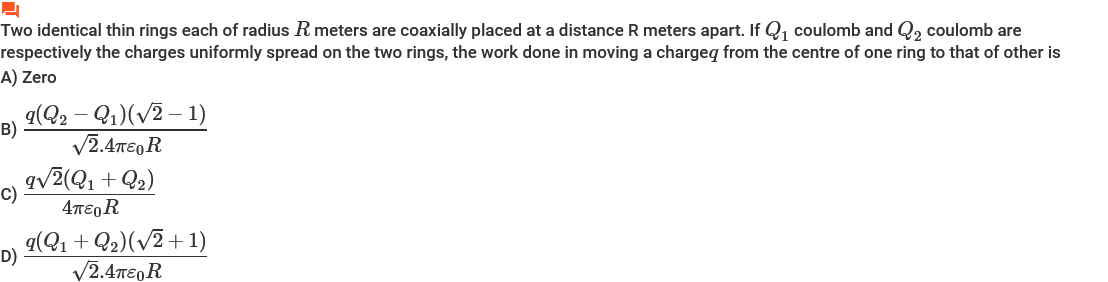 Two identical thin rings each of radius R meters are coaxially placed at a distance R meters apart. If Q₁ coulomb and Q₂ coulomb are
respectively the charges uniformly spread on the two rings, the work done in moving a chargeq from the centre of one ring to that of other is
A) Zero
B) \frac{q(Q_2 - Q_1)(\sqrt{2} - 1)}{\sqrt{2}.4\pi\varepsilon_0 R}
C) \frac{q\sqrt{2}(Q_1 + Q_2)}{4\pi\varepsilon_0 R}
D) \frac{q(Q_1 + Q_2)(\sqrt{2} + 1)}{\sqrt{2}.4\pi\varepsilon_0 R}